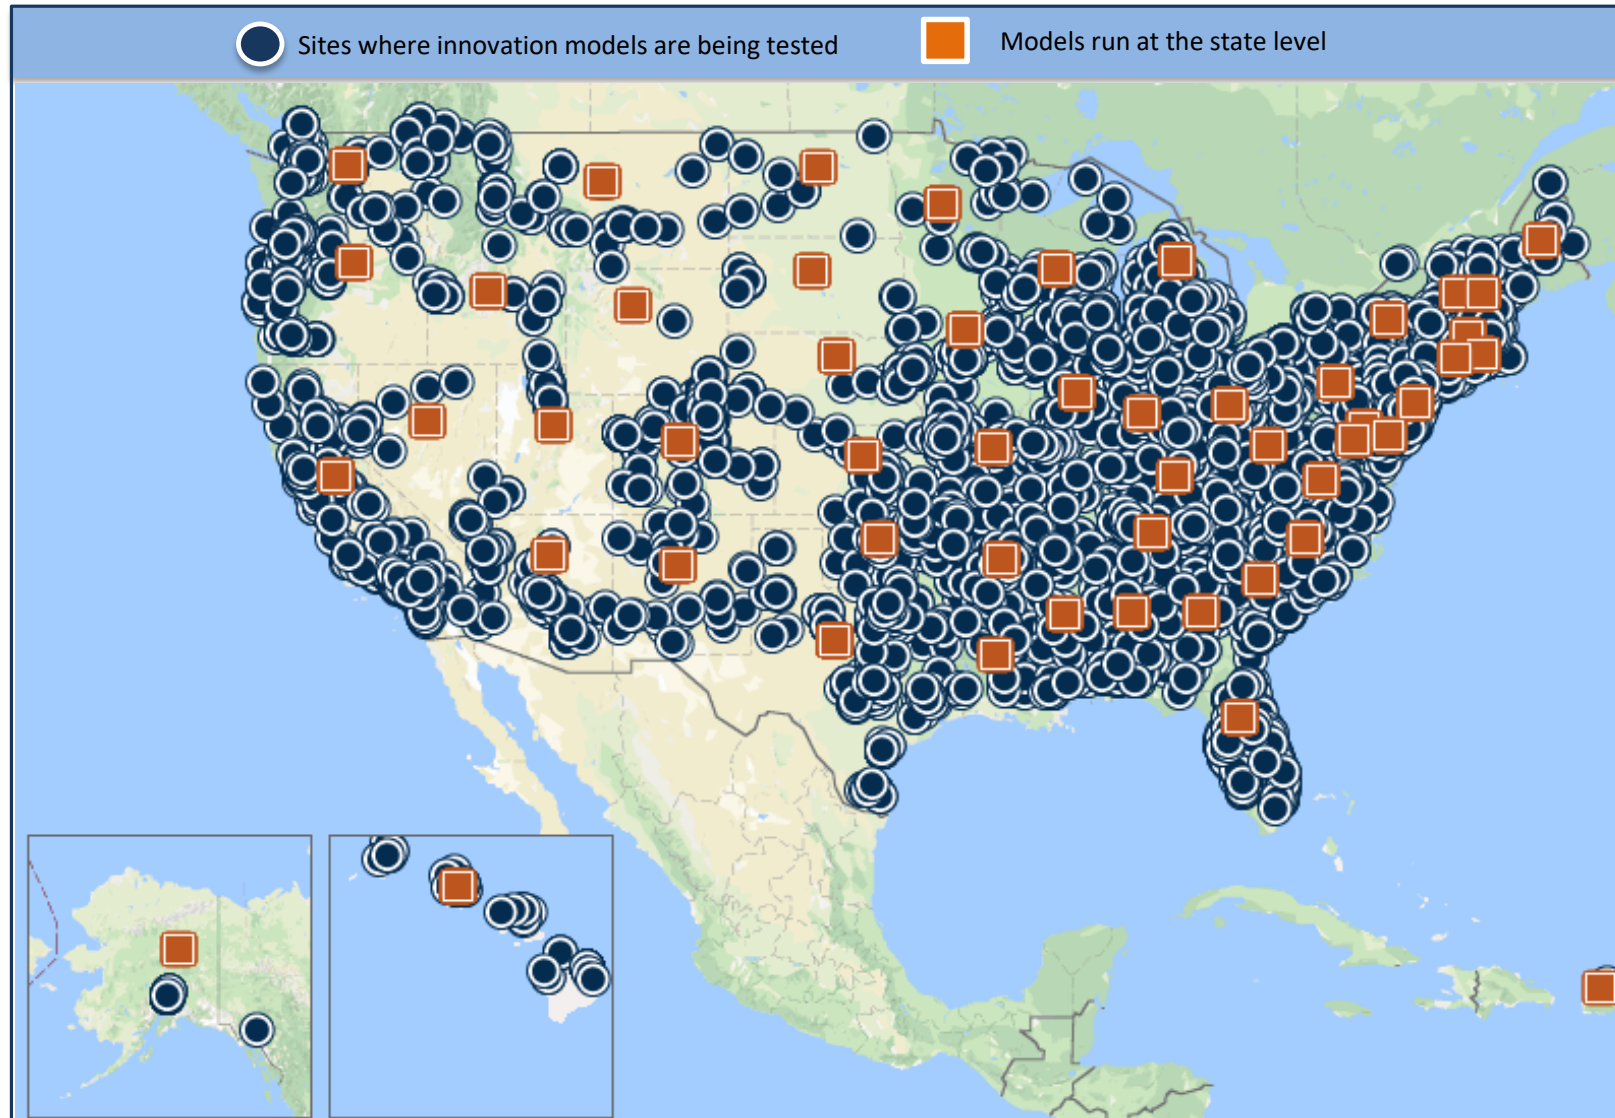 Sites where innovation models are being tested
Models run at the state level